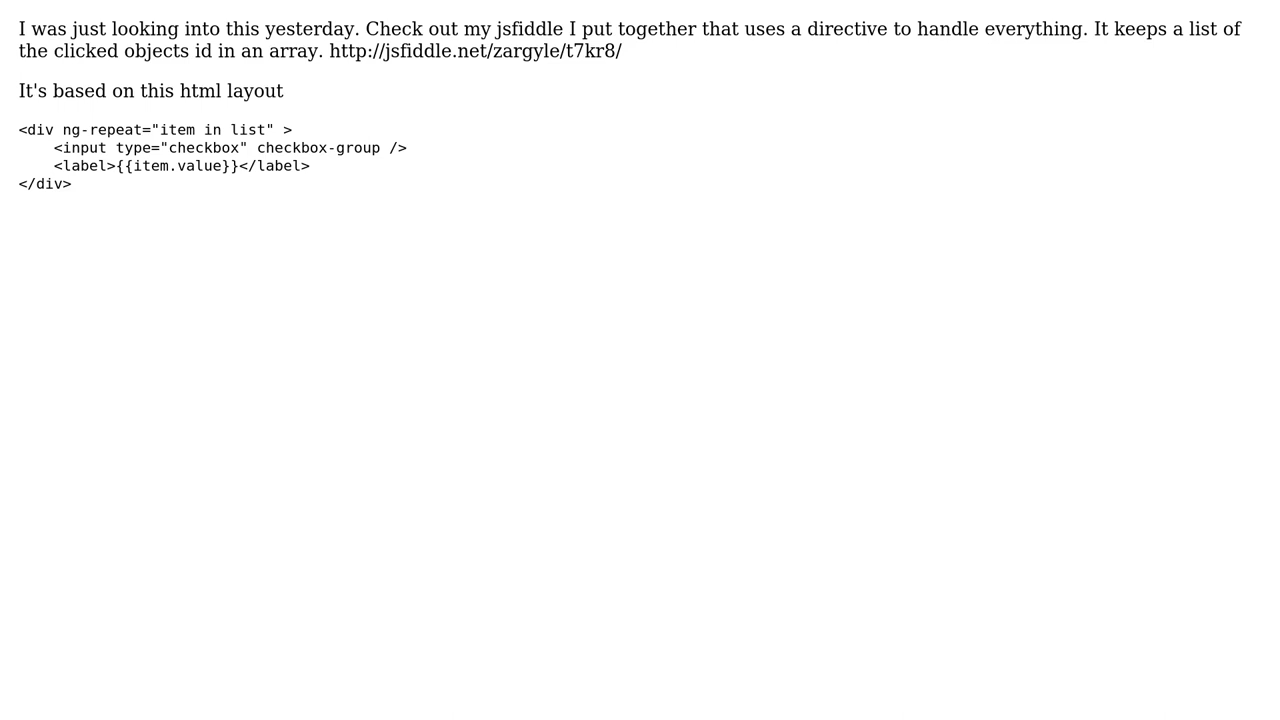 I was just looking into this yesterday. Check out my jsfiddle I put together that uses a directive to handle everything. It keeps a list of
the clicked objects id in an array. http://jsfiddle.net/zargyle/t7kr8/
It's based on this html layout
<div ng-repeat="item in list" >
    <input type="checkbox" checkbox-group />
    <label>{{item.value}}</label>
</div>